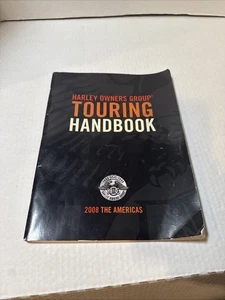 HARLEY OWNERS GROUP
TOURING
HANDBOOK
2008 THE AMERICAS